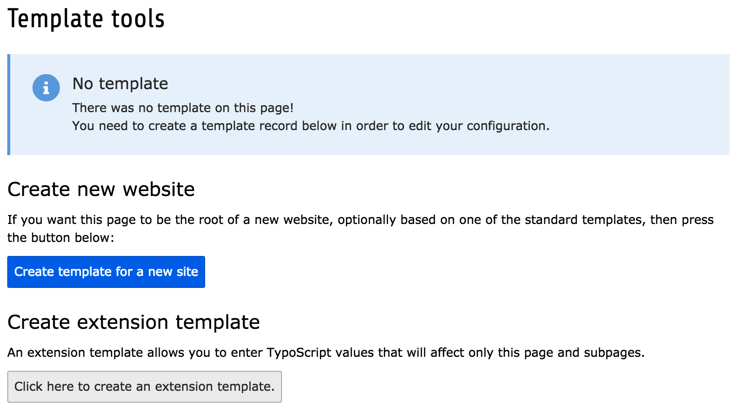 Template tools
No template
There was no template on this page!
You need to create a template record below in order to edit your configuration.
Create new website
If you want this page to be the root of a new website, optionally based on one of the standard templates, then press
the button below:
Create template for a new site
Create extension template
An extension template allows you to enter TypoScript values that will affect only this page and subpages.
Click here to create an extension template.